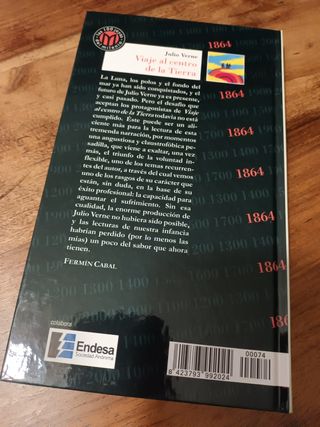 Julio Verne
Viaje al centro
de la Tierra
La Luna, los polos y el fondo del
mar ya han sido conquistados, y el
futuro de Julio Verne ya es presente,
y casi pasado. Pero el desafío que
aceptan los protagonistas de Viaje
al centro de la Tierra todavía no está
cumplido. Este puede ser un ali-
ciente más para la lectura de esta
tremenda narración, por momentos
una angustiosa y claustrofóbica pe-
sadilla, que viene a exaltar, una vez
más, el triunfo de la voluntad in-
flexible, uno de los temas recurren-
tes del autor, a través del cual vemos
uno de los rasgos de su carácter que
están, sin duda, en la base de su
éxito profesional: la capacidad para
aguantar el sufrimiento. Sin esa
cualidad, la enorme producción de
Julio Verne no hubiera sido posible,
y las lecturas de nuestra infancia
habrían perdido (por lo menos las
mías) un poco del sabor que ahora
tienen.
FERMÍN CABAL
1864
1864
1864
1864
1864
1864
1864
colabora
Endesa
Sociedad Anónima
00074
8 423793 992024